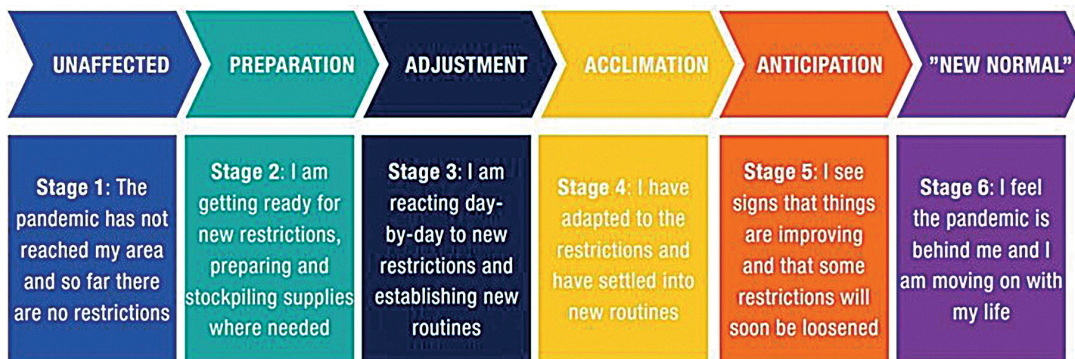 UNAFFECTED
PREPARATION
ADJUSTMENT
ACCLIMATION
ANTICIPATION
"NEW NORMAL"
Stage 1: The
pandemic has not
reached my area
and so far there
are no restrictions
Stage 2: I am
getting ready for
new restrictions,
preparing and
stockpiling supplies
where needed
Stage 3: I am
reacting day-
by-day to new
restrictions and
establishing new
routines
Stage 4: I have
adapted to the
restrictions and
have settled into
new routines
Stage 5: I see
signs that things
are improving
and that some
restrictions will
soon be loosened
Stage 6: I feel
the pandemic is
behind me and I
am moving on with
my life